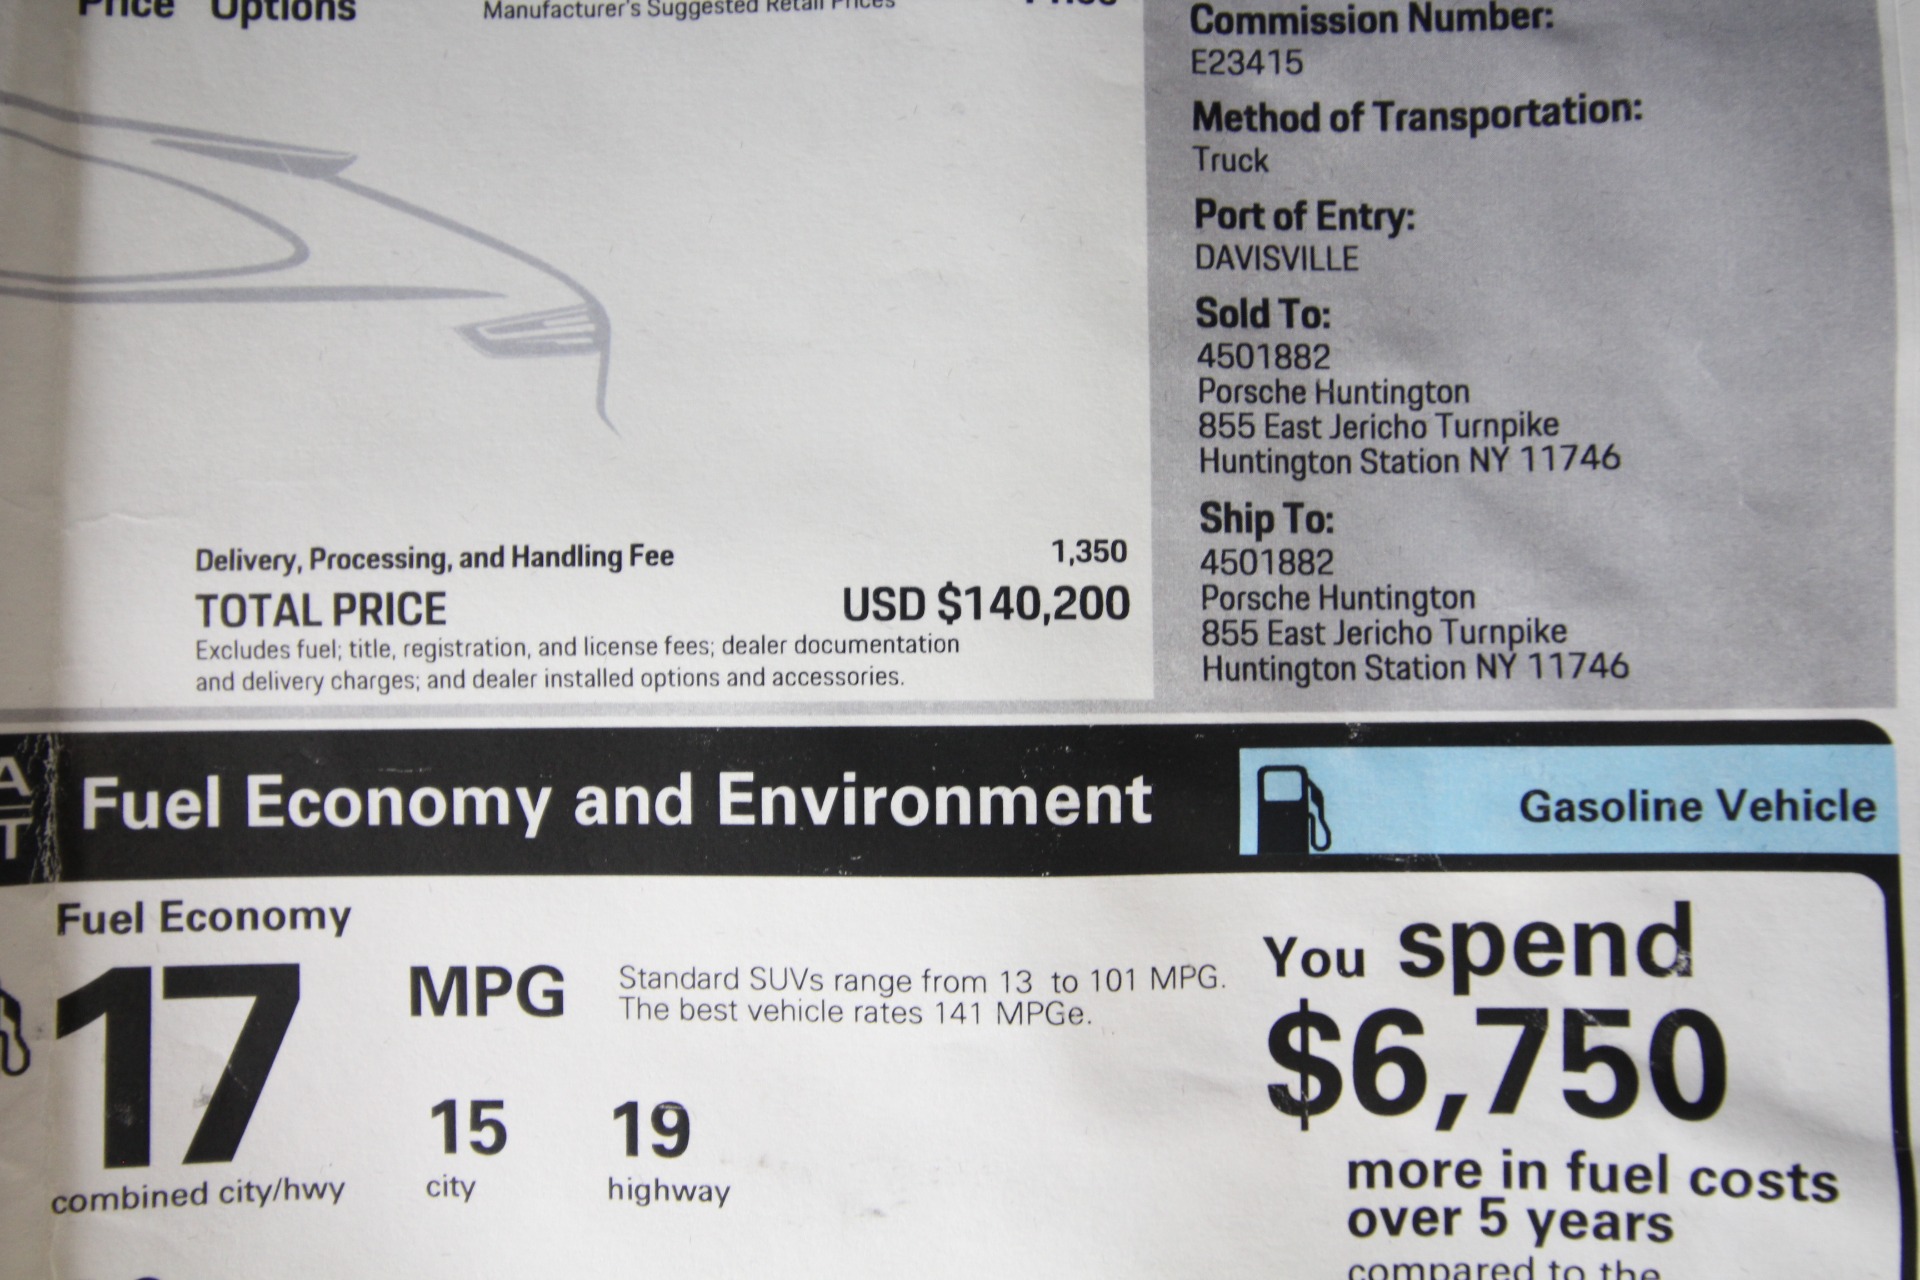 Price Options
Manufacturer's Suggested Retail Prices
Price
Commission Number:
E23415
Method of Transportation:
Truck
Port of Entry:
DAVISVILLE
Sold To:
4501882
Porsche Huntington
855 East Jericho Turnpike
Huntington Station NY 11746
Ship To:
4501882
Porsche Huntington
855 East Jericho Turnpike
Huntington Station NY 11746
Delivery, Processing, and Handling Fee 1,350
TOTAL PRICE USD $140,200
Excludes fuel; title, registration, and license fees; dealer documentation
and delivery charges; and dealer installed options and accessories.
Fuel Economy and Environment
Gasoline Vehicle
Fuel Economy
17 MPG
combined city/hwy
15
city
19
highway
Standard SUVs range from 13 to 101 MPG.
The best vehicle rates 141 MPGe.
You spend
$6,750
more in fuel costs
over 5 years
compared to the